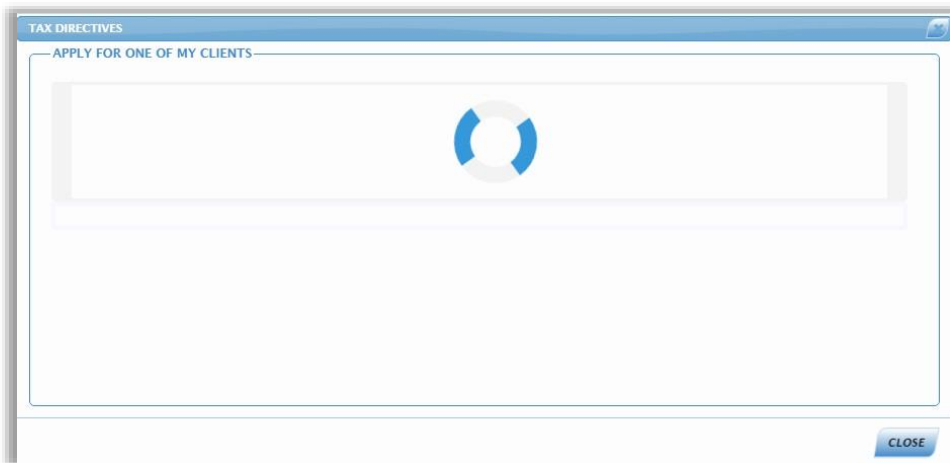 TAX DIRECTIVES
APPLY FOR ONE OF MY CLIENTS
CLOSE